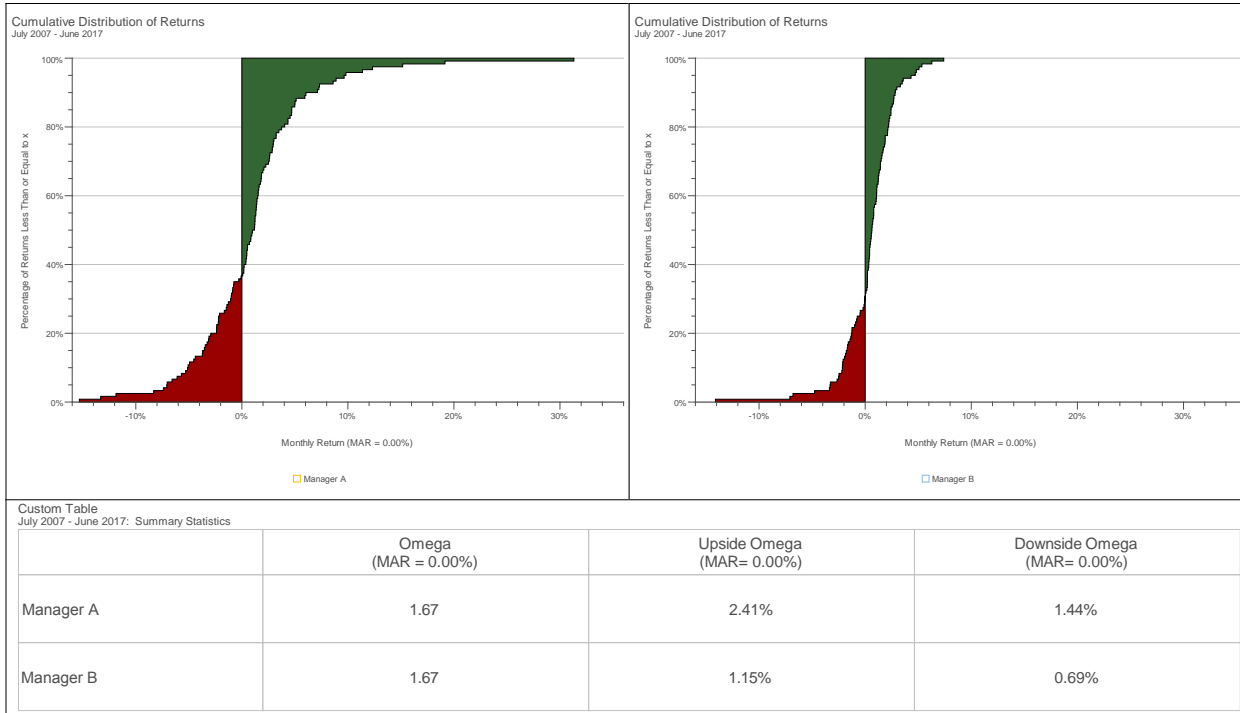 Cumulative Distribution of Returns
July 2007 - June 2017
100%
80%
60%
40%
20%
0%
Percentage of Returns Less Than or Equal to x
-10%
0%
10%
20%
30%
Monthly Return (MAR = 0.00%)
Manager A
Cumulative Distribution of Returns
July 2007 - June 2017
100%
80%
60%
40%
20%
0%
Percentage of Returns Less Than or Equal to x
-10%
0%
10%
20%
30%
Monthly Return (MAR = 0.00%)
Manager B
Custom Table
July 2007 - June 2017: Summary Statistics
Omega
(MAR = 0.00%)
Upside Omega
(MAR= 0.00%)
Downside Omega
(MAR= 0.00%)
Manager A
1.67
2.41%
1.44%
Manager B
1.67
1.15%
0.69%